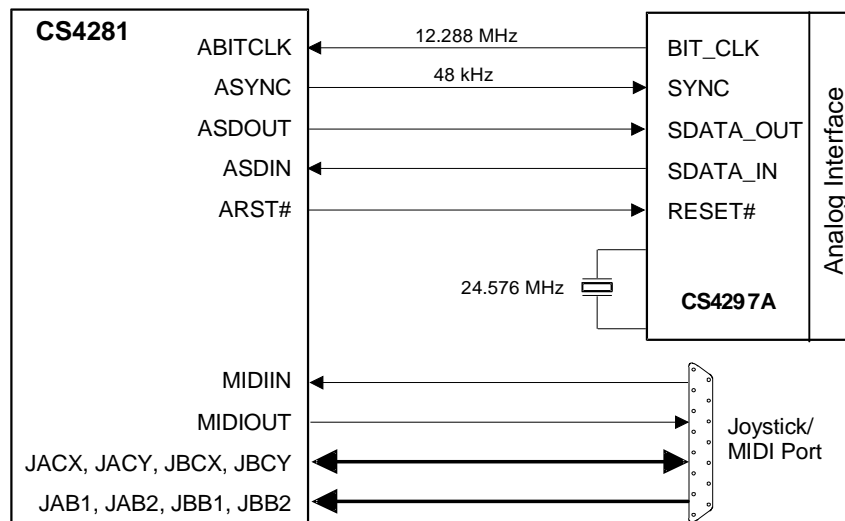 CS4281
ABITCLK
12.288 MHz
BIT_CLK
ASYNC
48 kHz
SYNC
ASDOUT
SDATA_OUT
ASDIN
SDATA_IN
ARST#
RESET#
Analog Interface
24.576 MHz
CS4297A
MIDIIN
MIDIOUT
Joystick/
MIDI Port
JACX, JACY, JBCX, JBCY
JAB1, JAB2, JBB1, JBB2